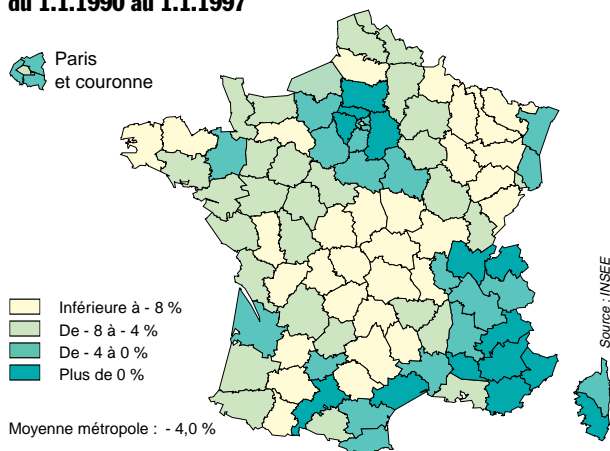 du 1.1.1990 au 1.1.1997
Paris
et couronne
Inférieure à - 8 %
De - 8 à - 4 %
De - 4 à 0 %
Plus de 0 %
Moyenne métropole : - 4,0 %
Source : INSEE